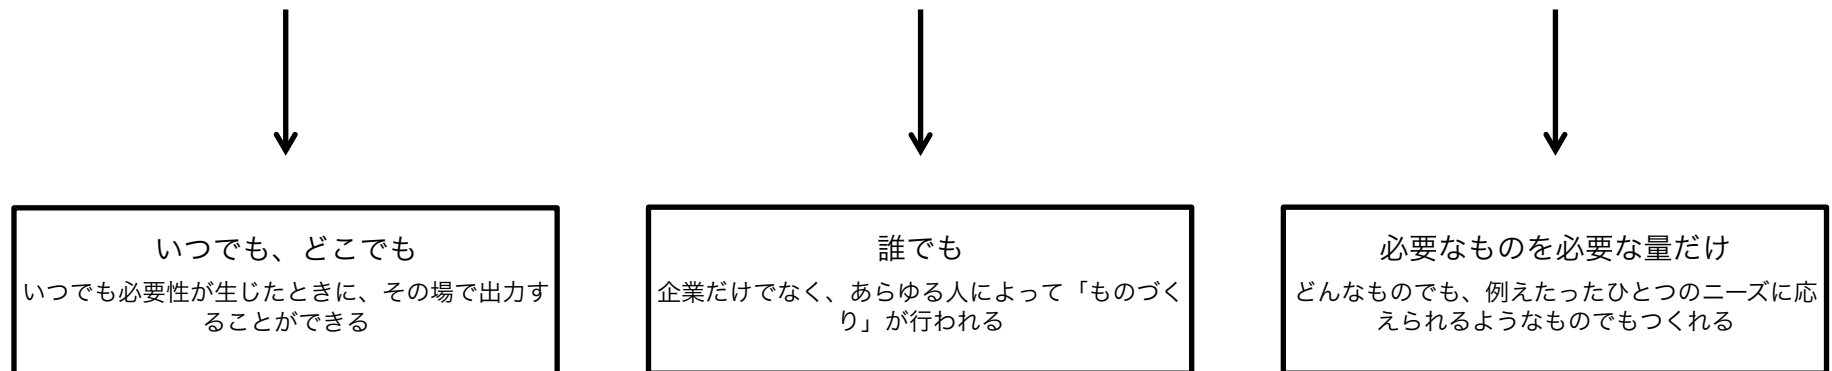 いつでも、どこでも
いつでも必要性が生じたときに、その場で出力す
ることができる
誰でも
企業だけでなく、あらゆる人によって「ものづく
り」が行われる
必要なものを必要な量だけ
どんなものでも、例えたったひとつのニーズに応
えられるようなものでもつくれる